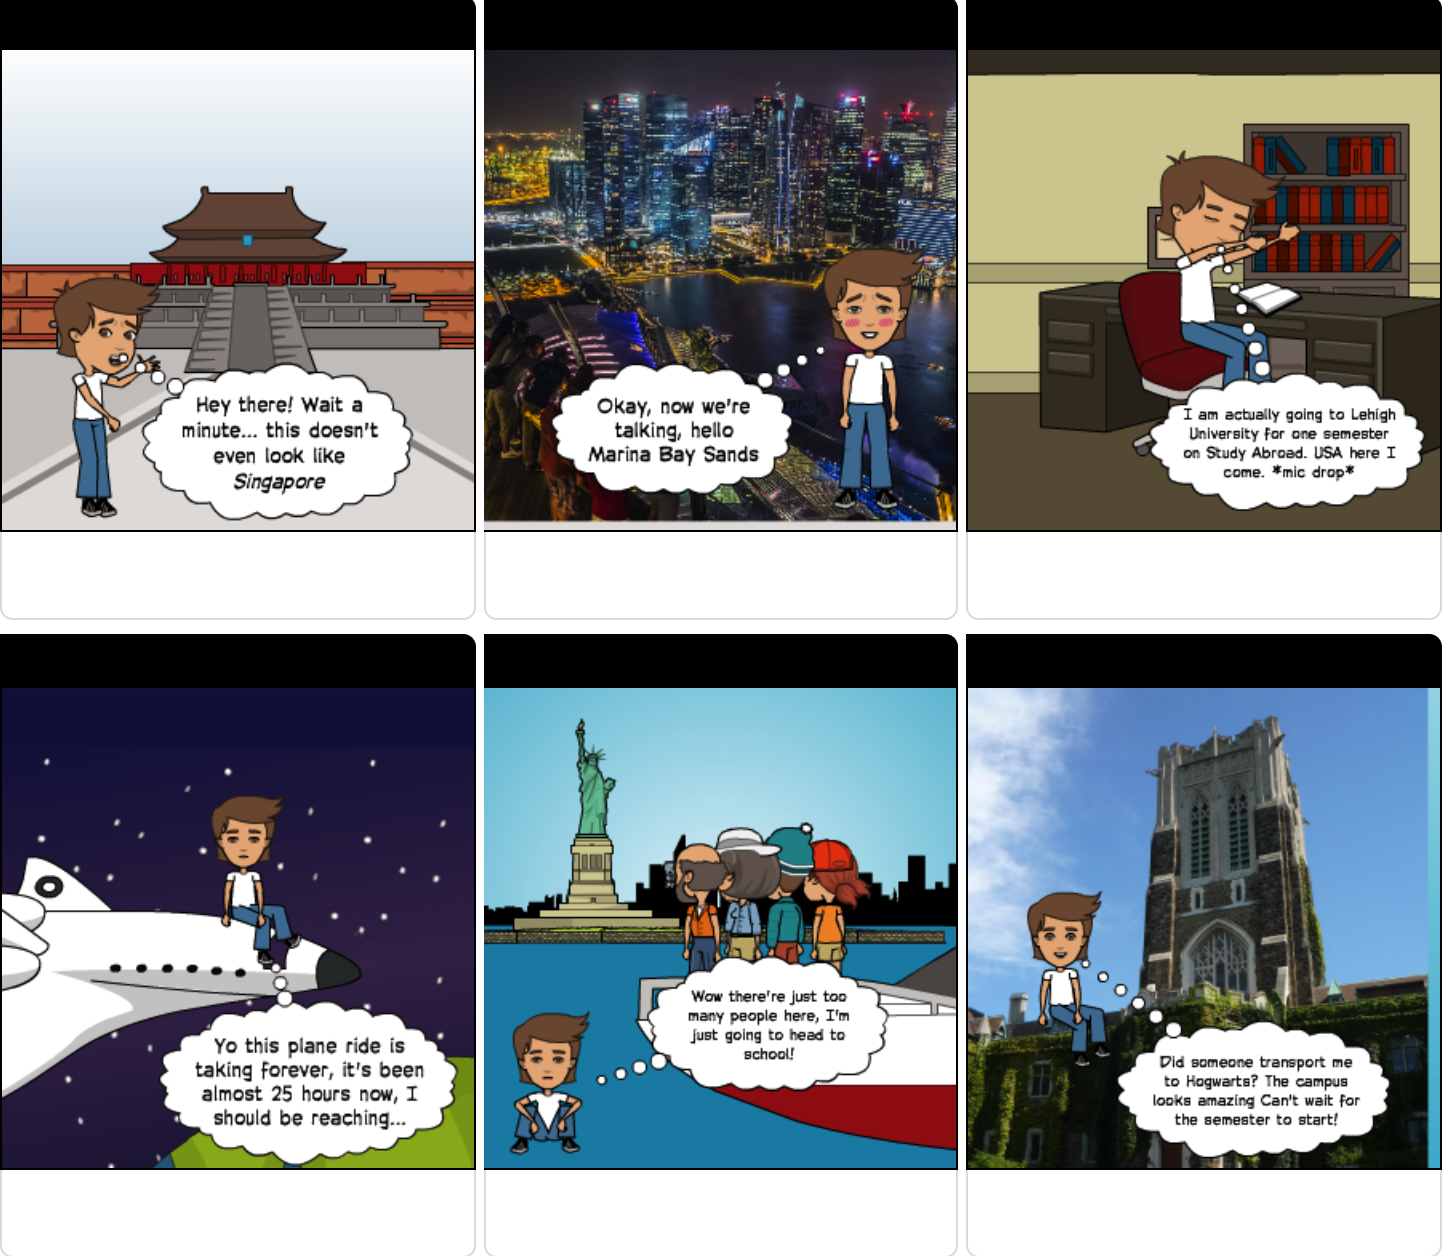 Hey there! Wait a
minute... this doesn't
even look like
Singapore
Okay, now we're
talking, hello
Marina Bay Sands
I am actually going to Lehigh
University for one semester
on Study Abroad. USA here I
come. *mic drop*
Yo this plane ride is
taking forever, it's been
almost 25 hours now, I
should be reaching...
Wow there're just too
many people here, I'm
just going to head to
school!
Did someone transport me
to Hogwarts? The campus
looks amazing Can't wait for
the semester to start!